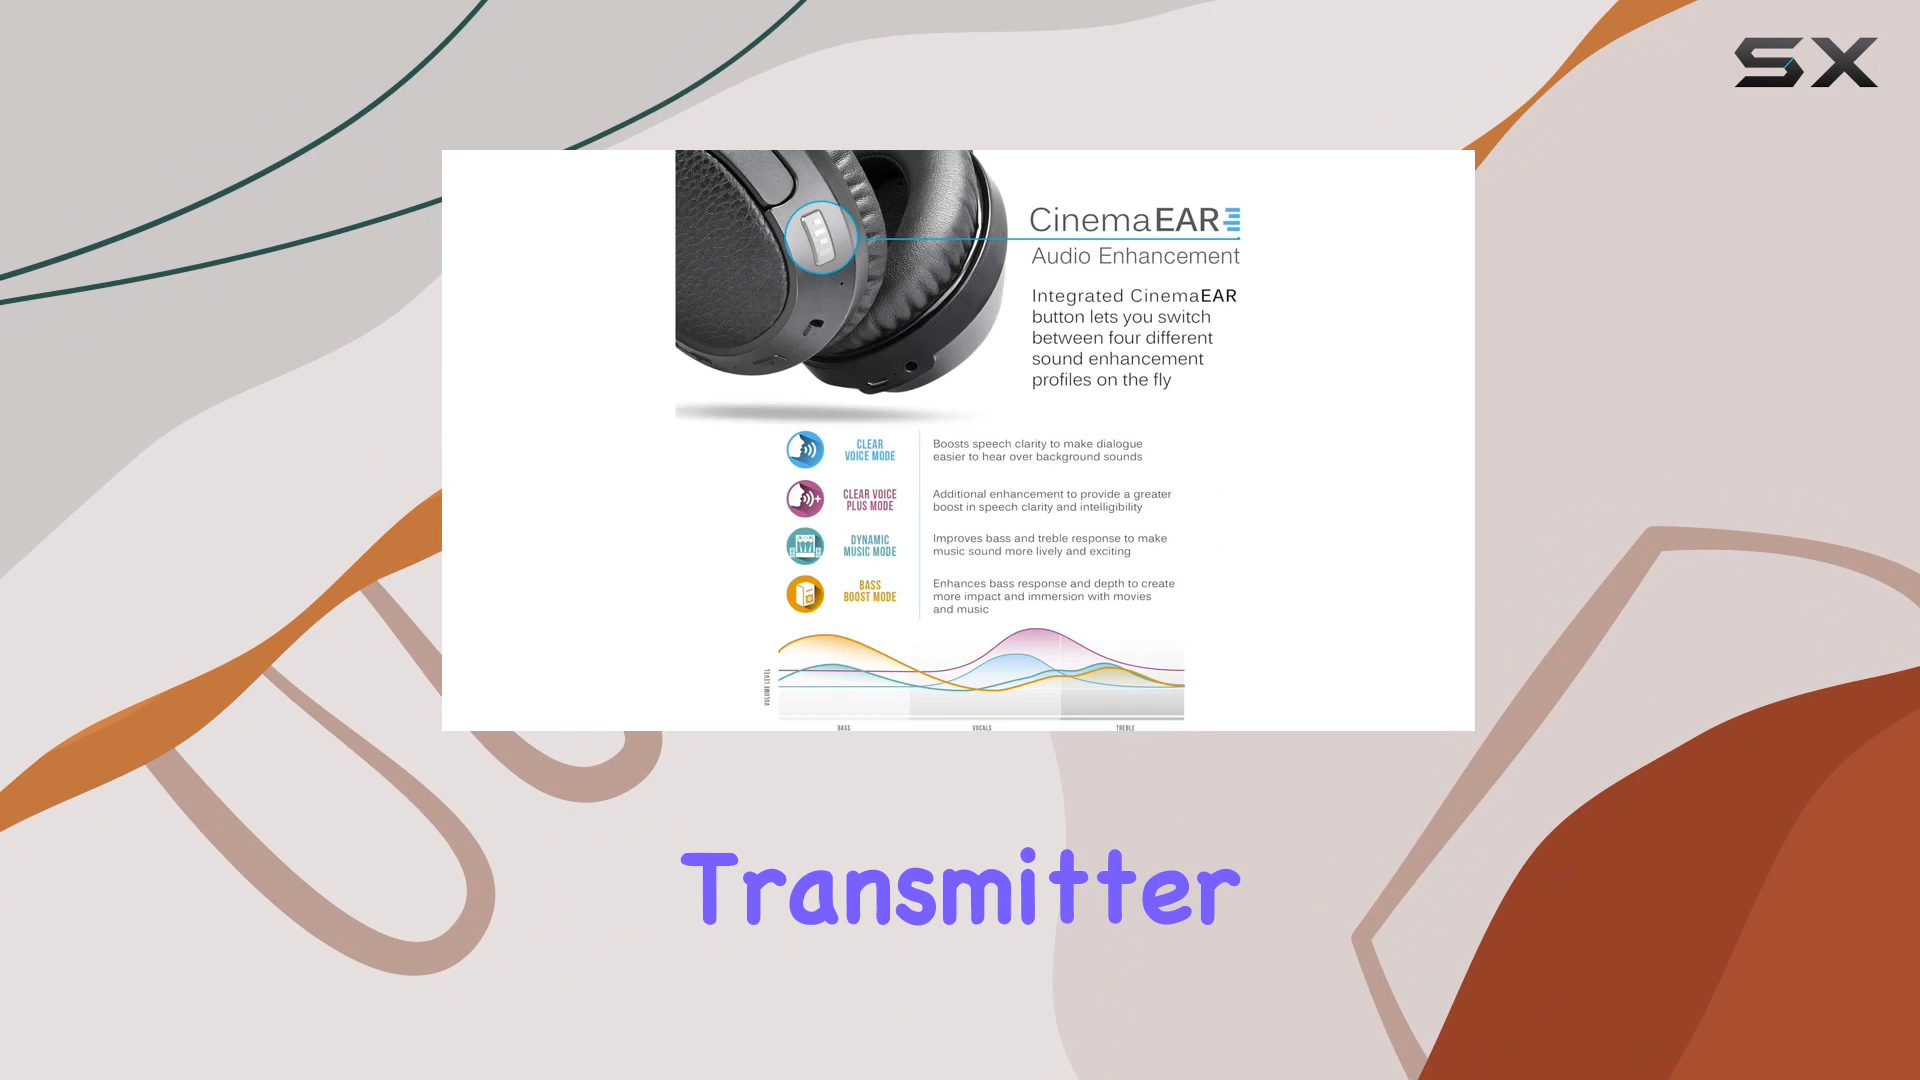 SX
CinemaEAR
Audio Enhancement
Integrated CinemaEAR
button lets you switch
between four different
sound enhancement
profiles on the fly
CLEAR
VOICE MODE
Boosts speech clarity to make dialogue
easier to hear over background sounds
CLEAR VOICE
PLUS MODE
Additional enhancement to provide a greater
boost in speech clarity and intelligibility
DYNAMIC
MUSIC MODE
Improves bass and treble response to make
music sound more lively and exciting
BASS
BOOST MODE
Enhances bass response and depth to create
more impact and immersion with movies
and music
VOLUME LEVEL
BASS
VOCALS
TREBLE
Transmitter